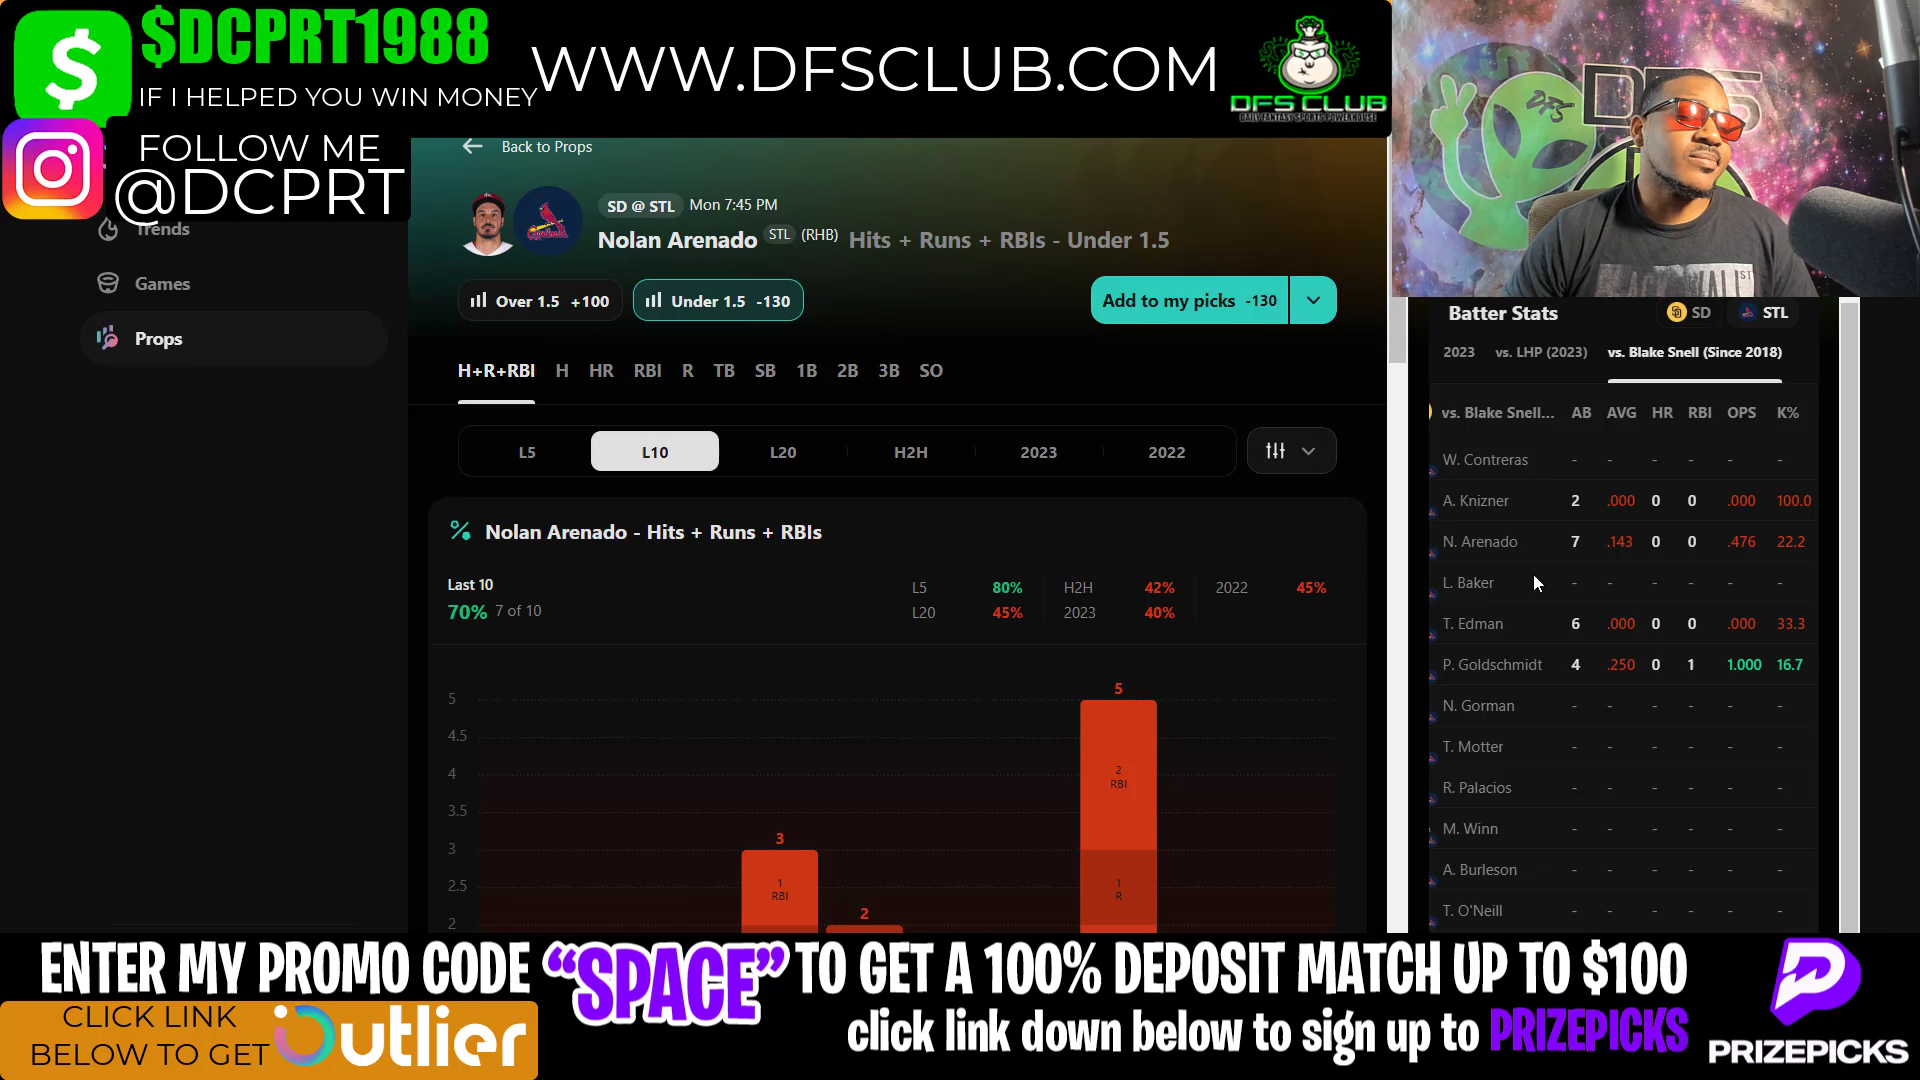 $DCPRT1988
IF I HELPED YOU WIN MONEY
WWW.DFSCLUB.COM
DFS CLUB
DAILY FANTASY SPORTS POWERHOUSE
FOLLOW ME
@DCPRT
Trends
Games
Props
Back to Props
SD @ STL Mon 7:45 PM
Nolan Arenado STL (RHB) Hits + Runs + RBIs - Under 1.5
Over 1.5 +100
Under 1.5 -130
Add to my picks -130
H+R+RBI H HR RBI R TB SB 1B 2B 3B SO
L5 L10 L20 H2H 2023 2022
Nolan Arenado - Hits + Runs + RBIs
Last 10
70% 7 of 10
L5 80% H2H 42% 2022 45%
L20 45% 2023 40%
5
4.5
4
3.5
3
2.5
2
3
1
RBI
2
5
2
RBI
1
R
DFS
Batter Stats SD STL
2023 vs. LHP (2023) vs. Blake Snell (Since 2018)
vs. Blake Snell... AB AVG HR RBI OPS K%
W. Contreras - - - - - -
A. Knizner 2 .000 0 0 .000 100.0
N. Arenado 7 .143 0 0 .476 22.2
L. Baker - - - - - -
T. Edman 6 .000 0 0 .000 33.3
P. Goldschmidt 4 .250 0 1 1.000 16.7
N. Gorman - - - - - -
T. Motter - - - - - -
R. Palacios - - - - - -
M. Winn - - - - - -
A. Burleson - - - - - -
T. O'Neill - - - - - -
ENTER MY PROMO CODE “SPACE” TO GET A 100% DEPOSIT MATCH UP TO $100
click link down below to sign up to PRIZEPICKS
CLICK LINK
BELOW TO GET
Outlier
PRIZEPICKS